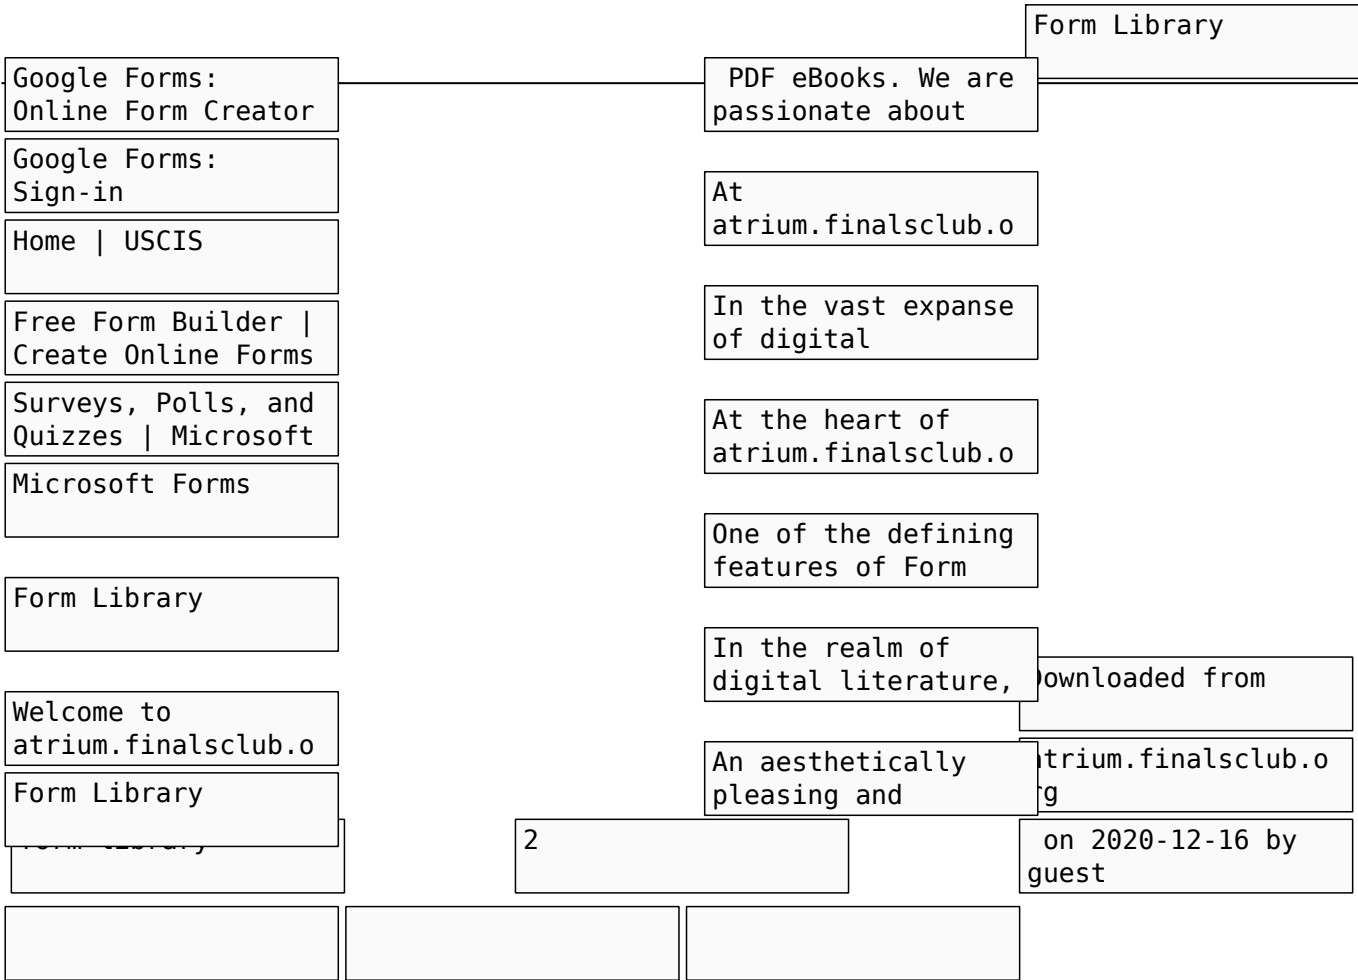 Form Library
Google Forms:
Online Form Creator
Google Forms:
Sign-in
Home | USCIS
Free Form Builder |
Create Online Forms
Surveys, Polls, and
Quizzes | Microsoft
Microsoft Forms
Form Library
Welcome to
atrium.finalsclub.o
Form Library
PDF eBooks. We are
passionate about
At
atrium.finalsclub.o
In the vast expanse
of digital
At the heart of
atrium.finalsclub.o
One of the defining
features of Form
In the realm of
digital literature,
An aesthetically
pleasing and
Downloaded from
atrium.finalsclub.o
rg
on 2020-12-16 by
guest
2